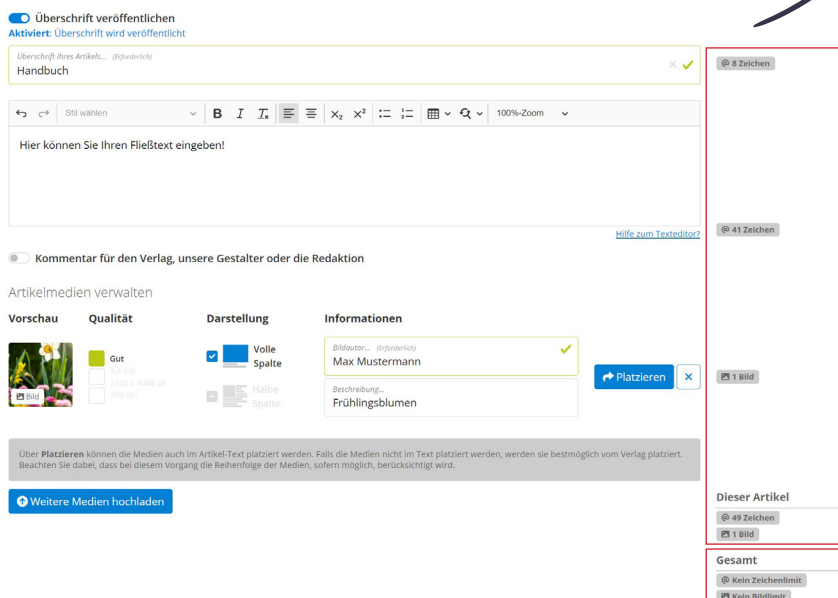 Überschrift veröffentlichen
Aktiviert: Überschrift wird veröffentlicht
Überschrift Ihres Artikels... (Erforderlich)
Handbuch
@ 8 Zeichen
Stil wählen
B I Tx x₂ x² 100%-Zoom
Hier können Sie Ihren Fließtext eingeben!
Hilfe zum Texteditor?
@ 41 Zeichen
Kommentar für den Verlag, unsere Gestalter oder die Redaktion
Artikelmedien verwalten
Vorschau Qualität Darstellung Informationen
Bild
Gut
5.5 mb
300 dpi
Volle
Spalte
Halbe
Spalte
Bildautor... (Erforderlich)
Max Mustermann
Beschreibung...
Frühlingsblumen
Platzieren
1 Bild
Über Platzieren können die Medien auch im Artikel-Text platziert werden. Falls die Medien nicht im Text platziert werden, werden sie bestmöglich vom Verlag platziert.
Beachten Sie dabei, dass bei diesem Vorgang die Reihenfolge der Medien, sofern möglich, berücksichtigt wird.
Weitere Medien hochladen
Dieser Artikel
@ 49 Zeichen
1 Bild
Gesamt
@ Kein Zeichenlimit
Kein Bildlimit